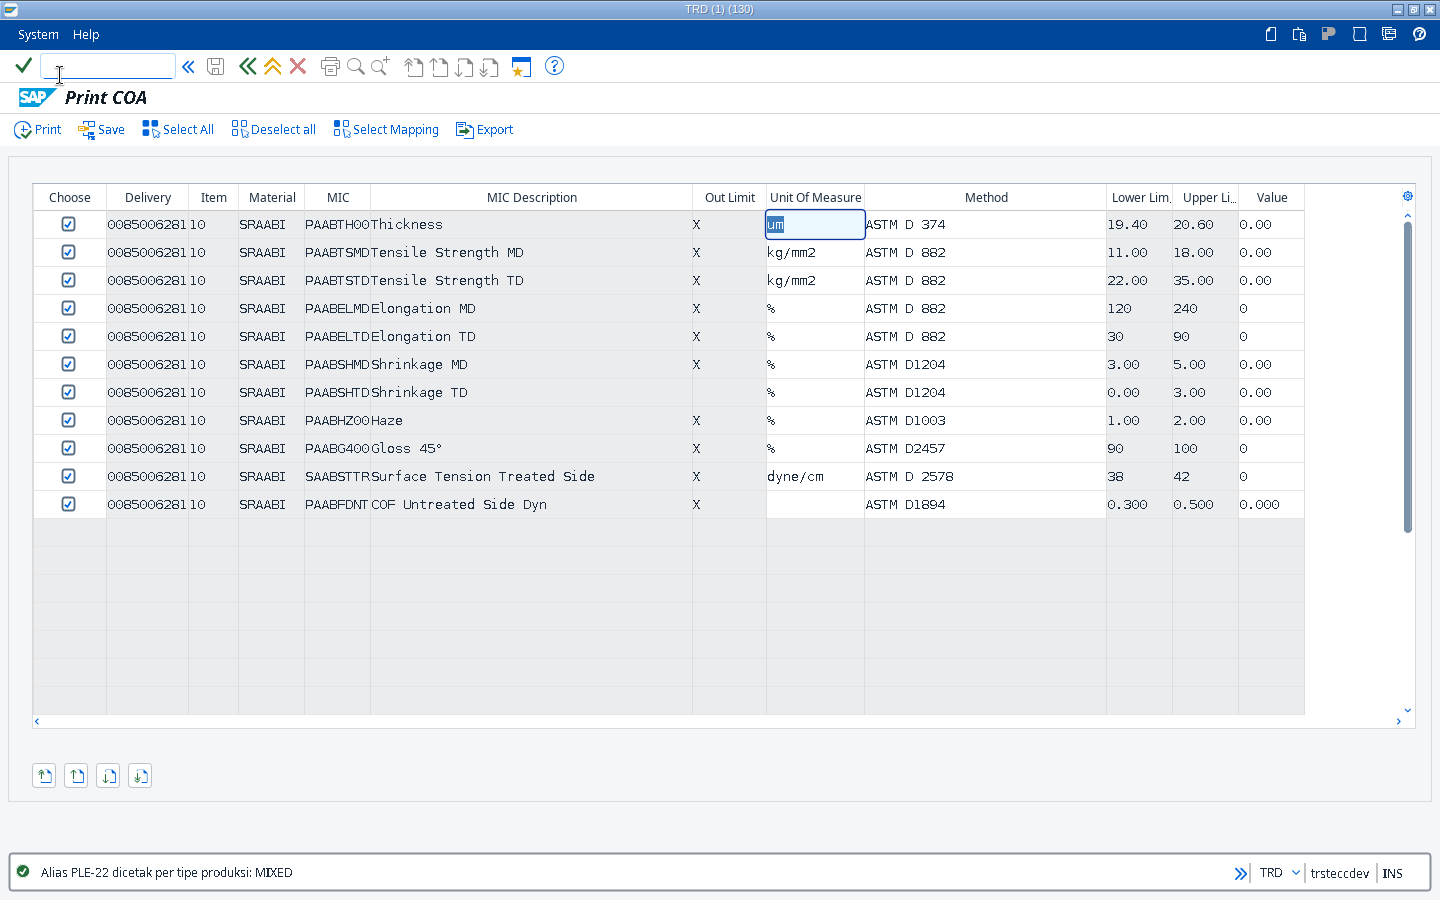 TRD (1) (130)
System Help
SAP Print COA
Print Save Select All Deselect all Select Mapping Export
Choose Delivery Item Material MIC MIC Description Out Limit Unit Of Measure Method Lower Lim. Upper Li... Value
0085006281 10 SRAABI PAABTH00 Thickness X um ASTM D 374 19.40 20.60 0.00
0085006281 10 SRAABI PAABTSMD Tensile Strength MD X kg/mm2 ASTM D 882 11.00 18.00 0.00
0085006281 10 SRAABI PAABTSTD Tensile Strength TD X kg/mm2 ASTM D 882 22.00 35.00 0.00
0085006281 10 SRAABI PAABELMD Elongation MD X % ASTM D 882 120 240 0
0085006281 10 SRAABI PAABELTD Elongation TD X % ASTM D 882 30 90 0
0085006281 10 SRAABI PAABSHMD Shrinkage MD X % ASTM D1204 3.00 5.00 0.00
0085006281 10 SRAABI PAABSHTD Shrinkage TD % ASTM D1204 0.00 3.00 0.00
0085006281 10 SRAABI PAABHZ00 Haze X % ASTM D1003 1.00 2.00 0.00
0085006281 10 SRAABI PAABG400 Gloss 45° X % ASTM D2457 90 100 0
0085006281 10 SRAABI SAABSTTR Surface Tension Treated Side X dyne/cm ASTM D 2578 38 42 0
0085006281 10 SRAABI PAABFDNT COF Untreated Side Dyn X ASTM D1894 0.300 0.500 0.000
Alias PLE-22 dicetak per tipe produksi: MIXED TRD trsteccdev INS